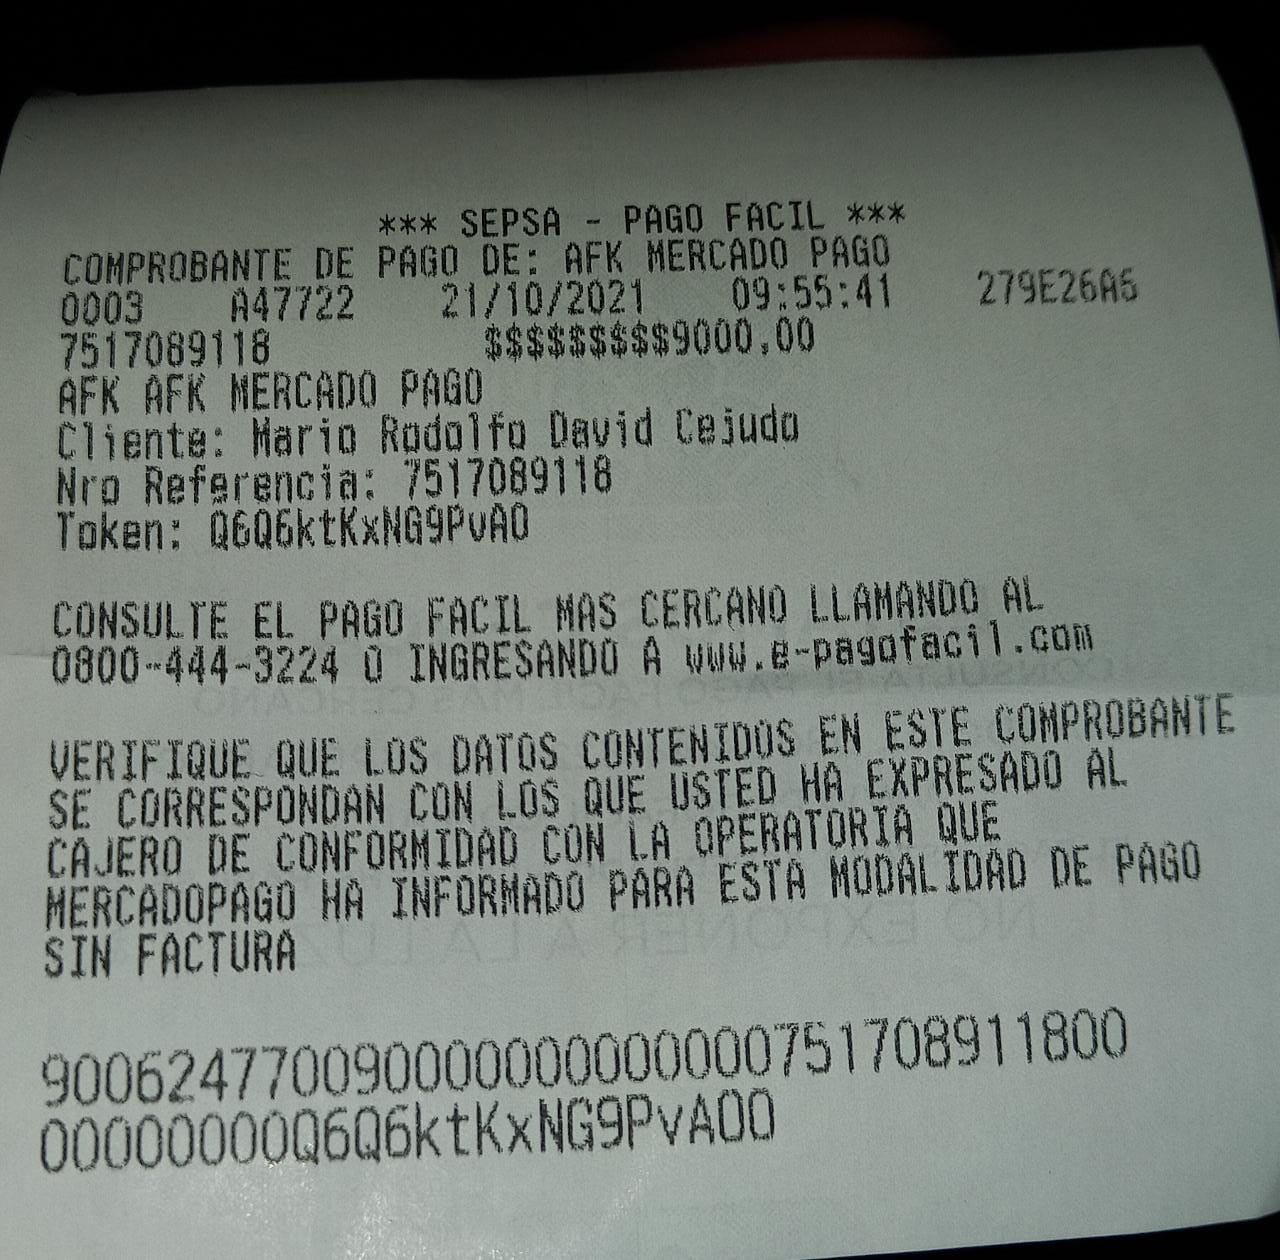 *** SEPSA - PAGO FACIL ***
COMPROBANTE DE PAGO DE: AFK MERCADO PAGO
0003 A47722 21/10/2021 09:55:41 279E26A5
7517089118 $$$$$$$$$9000,00
AFK AFK MERCADO PAGO
Cliente: Mario Rodolfo David Cejudo
Nro Referencia: 7517089118
Token: Q6Q6ktKxNG9PvA0
CONSULTE EL PAGO FACIL MAS CERCANO LLAMANDO AL
0800-444-3224 O INGRESANDO A www.e-pagofacil.com
VERIFIQUE QUE LOS DATOS CONTENIDOS EN ESTE COMPROBANTE
SE CORRESPONDAN CON LOS QUE USTED HA EXPRESADO AL
CAJERO DE CONFORMIDAD CON LA OPERATORIA QUE
MERCADOPAGO HA INFORMADO PARA ESTA MODALIDAD DE PAGO
SIN FACTURA
9006247700900000000000000751708911800
00000000Q6Q6ktKxNG9PvA00